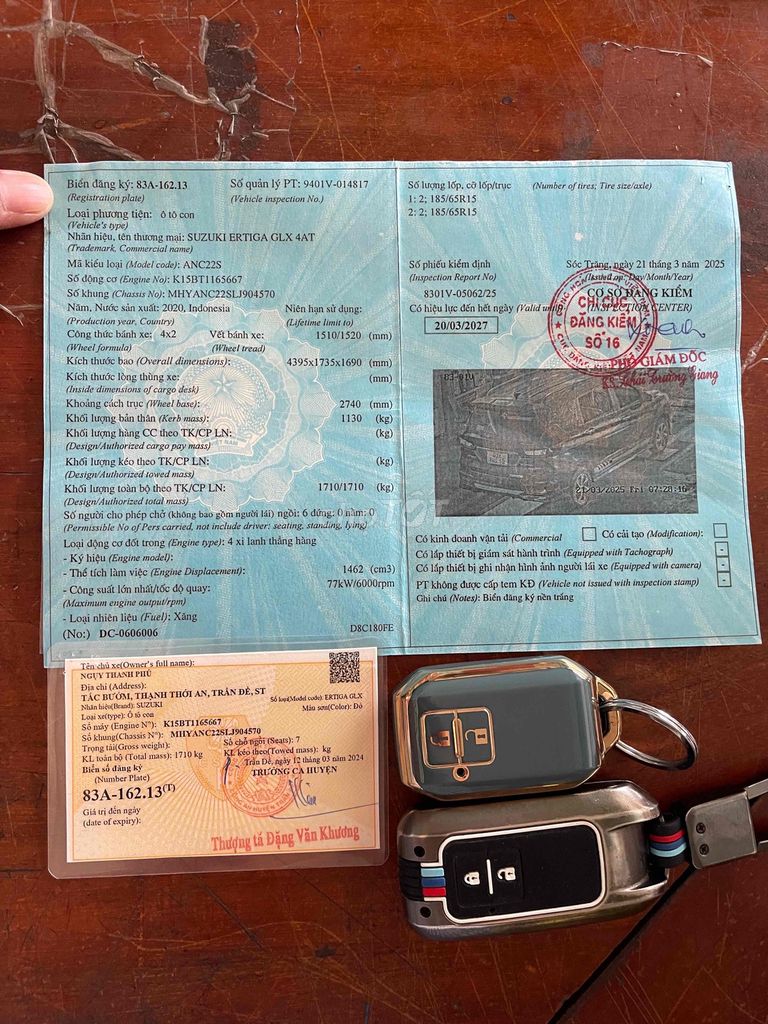 Biển đăng ký: 83A-162.13 Số quản lý PT: 9401V-014817
(Registration plate) (Vehicle inspection No.)
Loại phương tiện: ô tô con
(Vehicle's type)
Nhãn hiệu, tên thương mại: SUZUKI ERTIGA GLX 4AT
(Trademark, Commercial name)
Mã kiểu loại (Model code): ANC22S
Số động cơ (Engine No): K15BT1165667
Số khung (Chassis No): MHYANC22SLJ904570
Năm, Nước sản xuất: 2020, Indonesia Niên hạn sử dụng:
(Production year, Country) (Lifetime limit to)
Công thức bánh xe: 4x2 Vết bánh xe: 1510/1520 (mm)
(Wheel formula) (Wheel tread)
Kích thước bao (Overall dimensions): 4395x1735x1690 (mm)
Kích thước lòng thùng xe: (mm)
(Inside dimensions of cargo desk)
Khoảng cách trục (Wheel base): 2740 (mm)
Khối lượng bản thân (Kerb mass): 1130 (kg)
Khối lượng hàng CC theo TK/CP LN: (kg)
(Design/Authorized cargo pay mass)
Khối lượng kéo theo TK/CP LN: (kg)
(Design/Authorized towed mass)
Khối lượng toàn bộ theo TK/CP LN: 1710/1710 (kg)
(Design/Authorized total mass)
Số người cho phép chở (không bao gồm người lái) ngồi: 6 đứng: 0 nằm: 0
(Permissible No of Pers carried, not include driver: seating, standing, lying)
Loại động cơ đốt trong (Engine type): 4 xi lanh thẳng hàng
- Ký hiệu (Engine model):
- Thể tích làm việc (Engine Displacement): 1462 (cm3)
- Công suất lớn nhất/tốc độ quay: 77kW/6000rpm
(Maximum engine output/rpm)
- Loại nhiên liệu (Fuel): Xăng
(No:) DC-0606006 D8C180FE
Số lượng lốp, cỡ lốp/trục (Number of tires; Tire size/axle)
1: 2; 185/65R15
2: 2; 185/65R15
Số phiếu kiểm định Sóc Trăng, ngày 21 tháng 3 năm 2025
(Inspection Report No) (Issued on: Day/Month/Year)
8301V-05062/25 CƠ SỞ ĐĂNG KIỂM
Có hiệu lực đến hết ngày (Valid until) (INSPECTION CENTER)
20/03/2027
CHI CỤC
ĐĂNG KIỂM
SỐ 16
PHÓ GIÁM ĐỐC
KS. Thái Trường Giang
83-01V
21/03/2025 Fri 07:28:16
Có kinh doanh vận tải (Commercial Có cải tạo (Modification):
Có lắp thiết bị giám sát hành trình (Equipped with Tachograph) -
Có lắp thiết bị ghi nhận hình ảnh người lái xe (Equipped with camera) -
PT không được cấp tem KĐ (Vehicle not issued with inspection stamp) -
Ghi chú (Notes): Biển đăng ký nền trắng
Tên chủ xe(Owner's full name):
NGỤY THANH PHÚ
Địa chỉ (Address):
TẮC BƯỚM, THẠNH THỚI AN, TRẦN ĐỀ, ST
Nhãn hiệu(Brand): SUZUKI Số loại(Model code): ERTIGA GLX
Loại xe(type): Ô tô con Màu sơn(Color): Đỏ
Số máy (Engine N°): K15BT1165667
Số khung(Chassis N°): MHYANC22SLJ904570
Trọng tải(Gross weight): Số chỗ ngồi(Seats): 7
KL toàn bộ (Total mass): 1710 kg KL kéo theo(Towed mass): kg
Biển số đăng ký Trần Đề, ngày 12 tháng 03 năm 2024
(Number Plate) TRƯỞNG CA HUYỆN
83A-162.13(T)
Giá trị đến ngày
(date of expiry):
Thượng tá Đặng Văn Khương